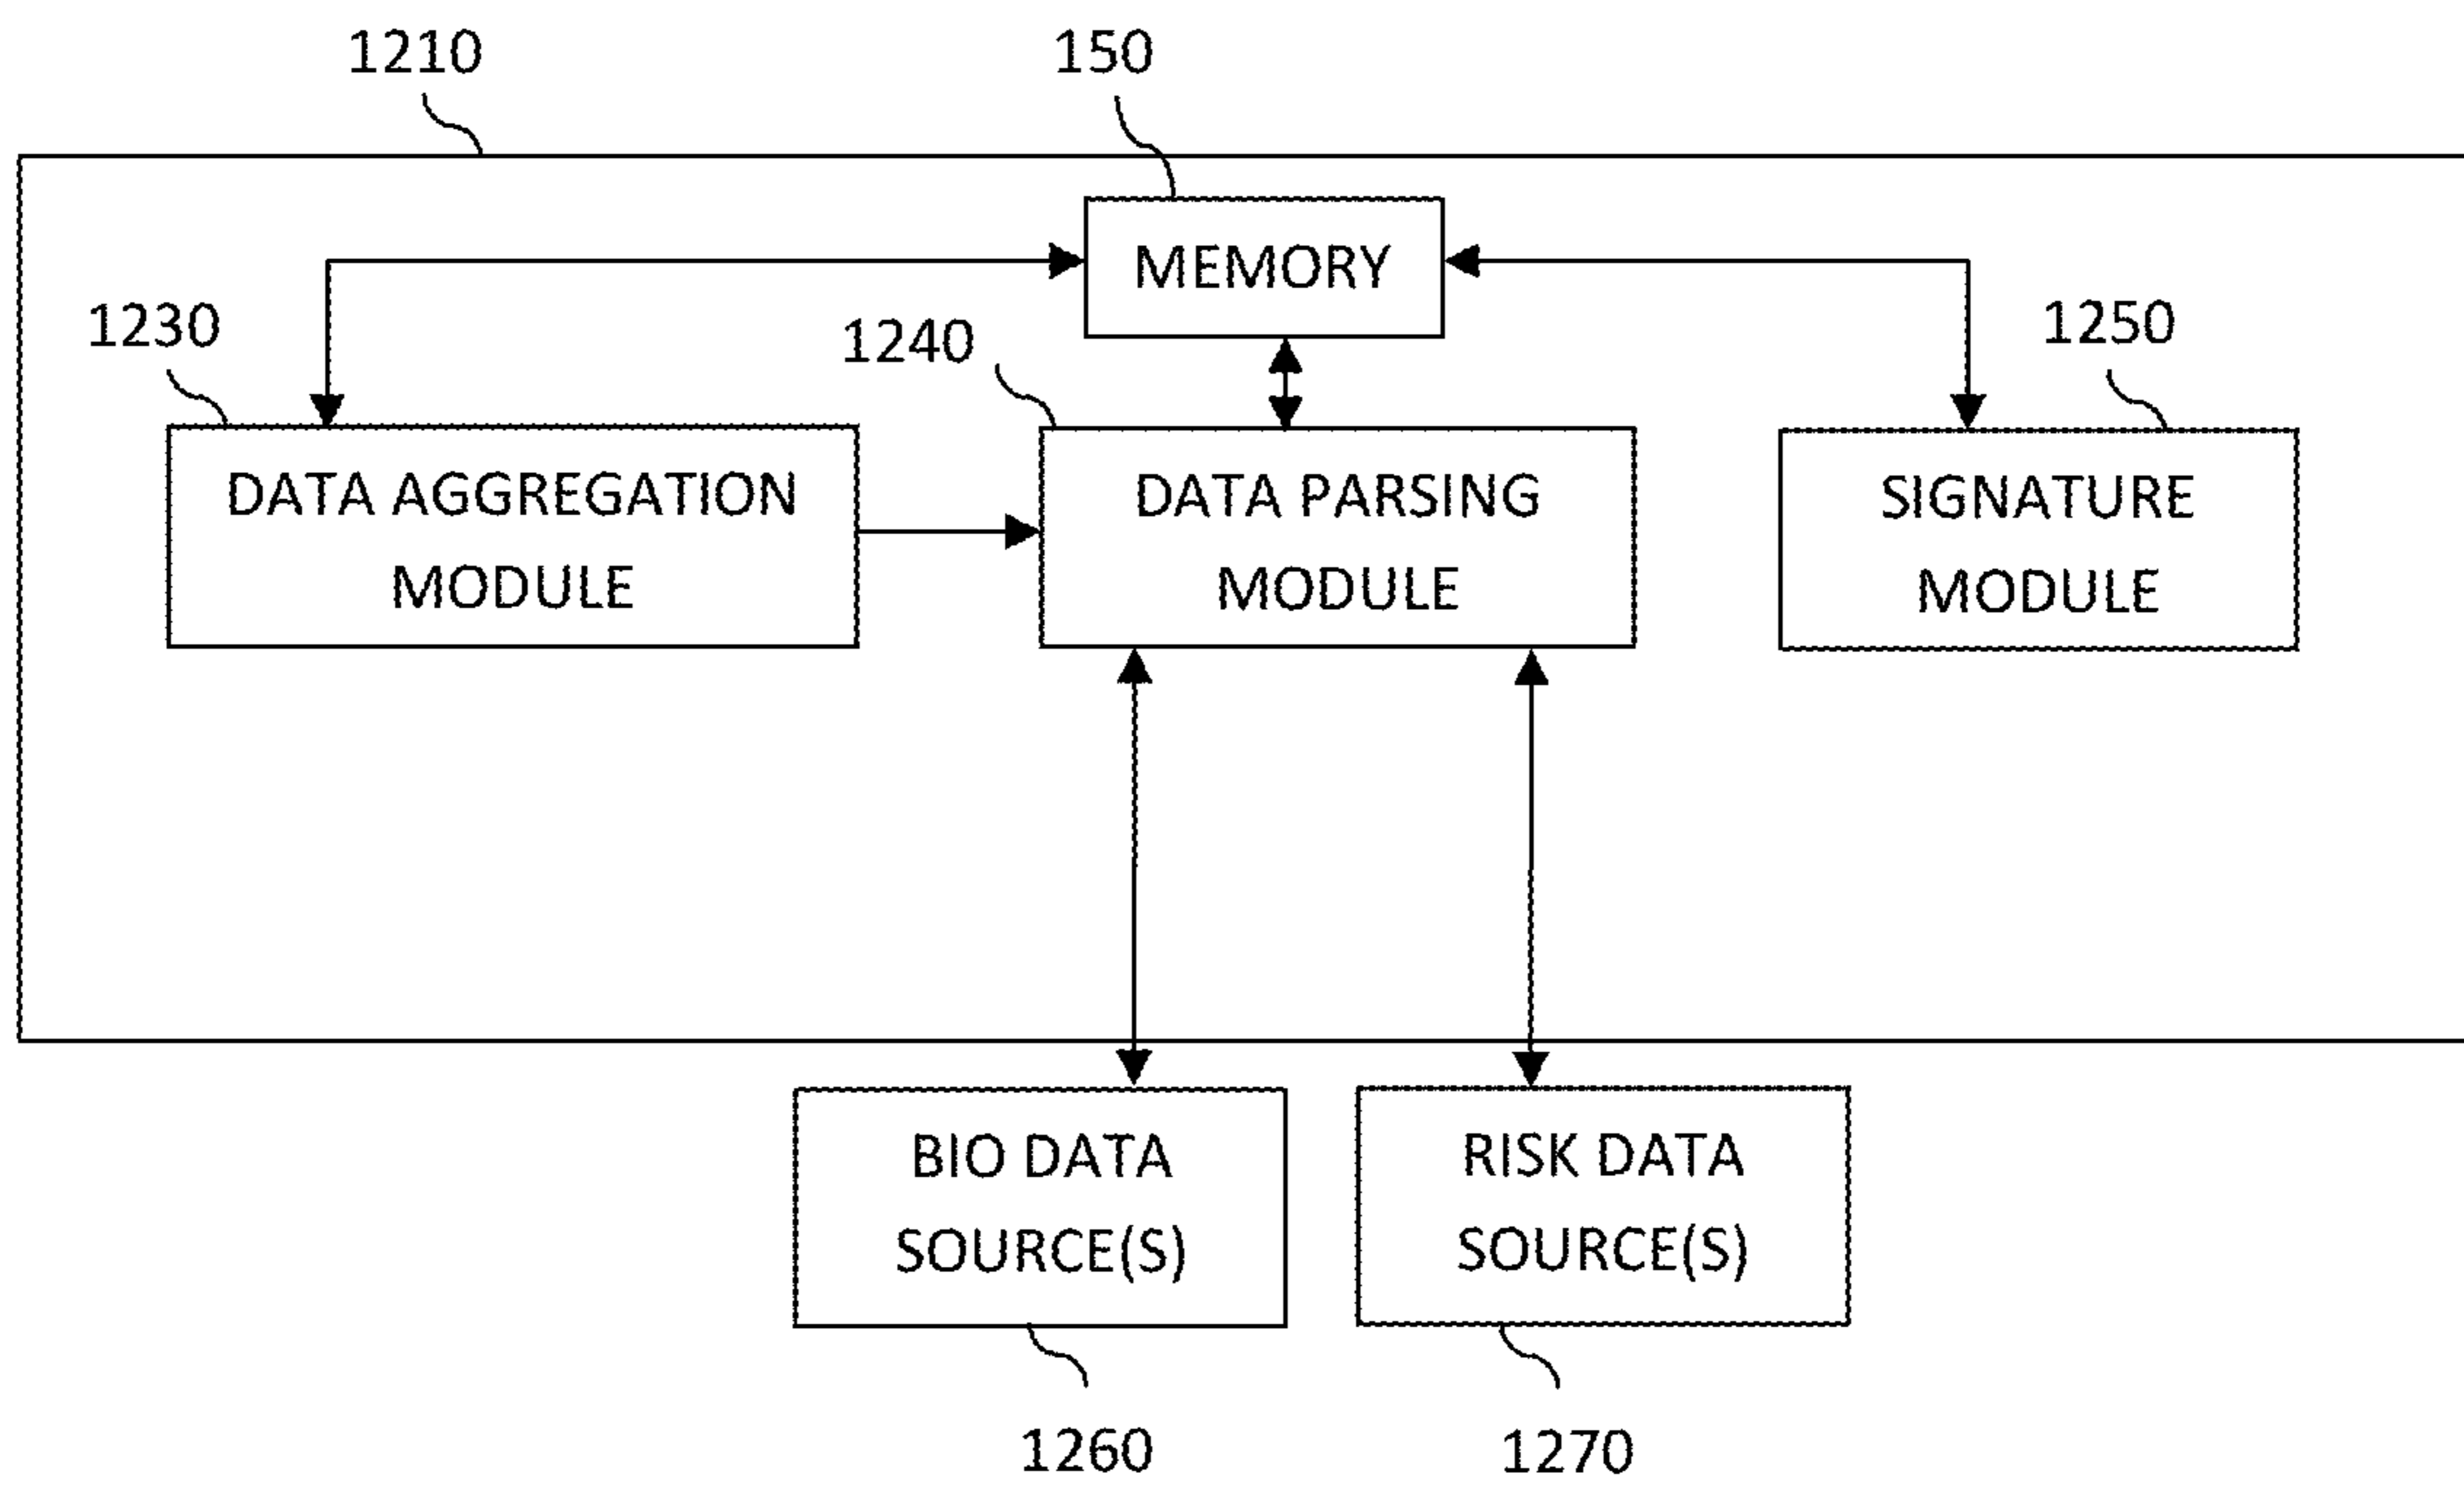 1210
150
MEMORY
1230
1240
1250
DATA AGGREGATION
MODULE
DATA PARSING
MODULE
SIGNATURE
MODULE
BIO DATA
SOURCE(S)
RISK DATA
SOURCE(S)
1260
1270